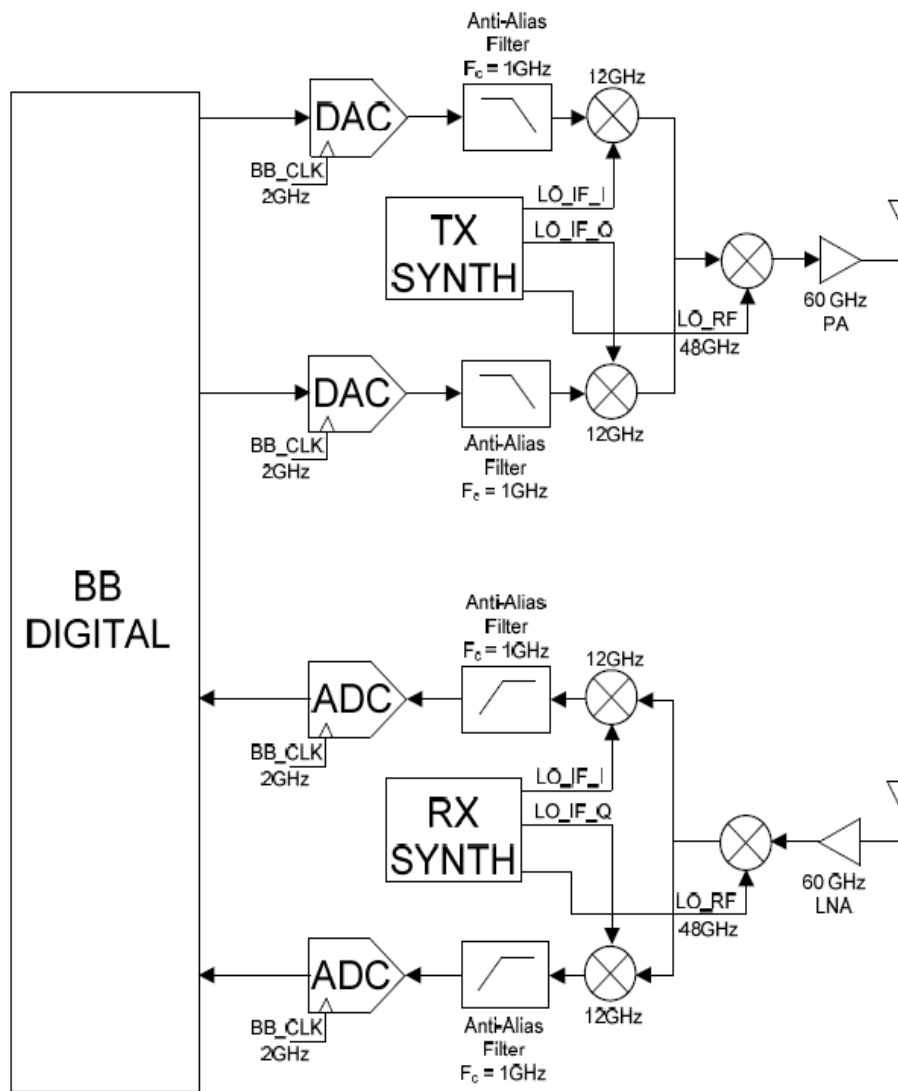 Anti-Alias
Filter
Fc = 1GHz
12GHz
DAC
BB_CLK
2GHz
LO_IF_I
LO_IF_Q
TX
SYNTH
LO_RF
48GHz
60 GHz
PA
DAC
BB_CLK
2GHz
12GHz
Anti-Alias
Filter
Fc = 1GHz
BB
DIGITAL
Anti-Alias
Filter
Fc = 1GHz
12GHz
ADC
BB_CLK
2GHz
LO_IF_I
LO_IF_Q
RX
SYNTH
LO_RF
48GHz
60 GHz
LNA
ADC
BB_CLK
2GHz
12GHz
Anti-Alias
Filter
Fc = 1GHz